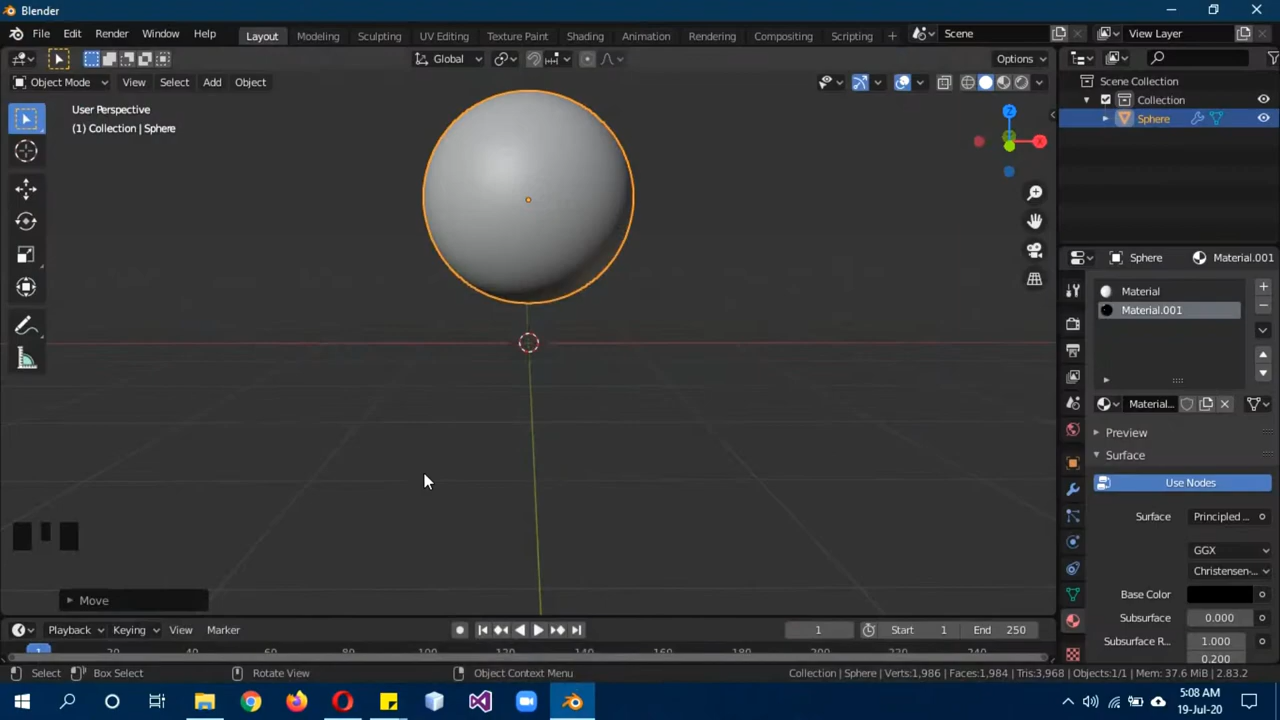 Blender
File Edit Render Window Help Layout Modeling Sculpting UV Editing Texture Paint Shading Animation Rendering Compositing Scripting + Scene View Layer
Global Options
Object Mode View Select Add Object
Scene Collection
Collection
Sphere
User Perspective
(1) Collection | Sphere
Z
X
Sphere Material.001
Material
Material.001
Material...
Preview
Surface
Use Nodes
Surface Principled ...
GGX
Christensen-...
Base Color
Subsurface 0.000
Subsurface R... 1.000
0.200
Move
Playback Keying View Marker 1 Start 1 End 250
1 20 100 120 140 160 180 200 220
Select Box Select Rotate View Object Context Menu Collection | Sphere | Verts:1,986 | Faces:1,984 | Tris:3,968 | Objects:1/1 | Mem: 37.6 MiB | 2.83.2
5:08 AM
19-Jul-20